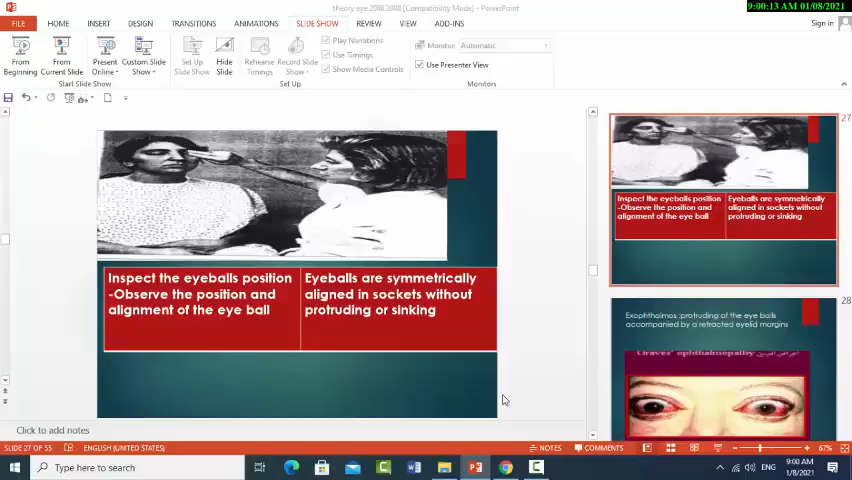 9:00:13 AM 01/08/2021
theory eye 2008 2008 [Compatibility Mode] - PowerPoint
FILE HOME INSERT DESIGN TRANSITIONS ANIMATIONS SLIDE SHOW REVIEW VIEW ADD-INS Sign in
From Beginning
From Current Slide
Present Online
Custom Slide Show
Set Up Slide Show
Hide Slide
Rehearse Timings
Record Slide Show
Play Narrations
Use Timings
Show Media Controls
Monitor: Automatic
Use Presenter View
Start Slide Show
Set Up
Monitors
Inspect the eyeballs position
-Observe the position and
alignment of the eye ball
Eyeballs are symmetrically
aligned in sockets without
protruding or sinking
27
Inspect the eyeballs position
-Observe the position and
alignment of the eye ball
Eyeballs are symmetrically
aligned in sockets without
protruding or sinking
28
Exophthalmos :protruding of the eye balls
accompanied by a retracted eyelid margins
Graves' ophthalmopathy
Click to add notes
SLIDE 27 OF 55 ENGLISH (UNITED STATES) NOTES COMMENTS 67%
Type here to search
ENG
9:00 AM
1/8/2021